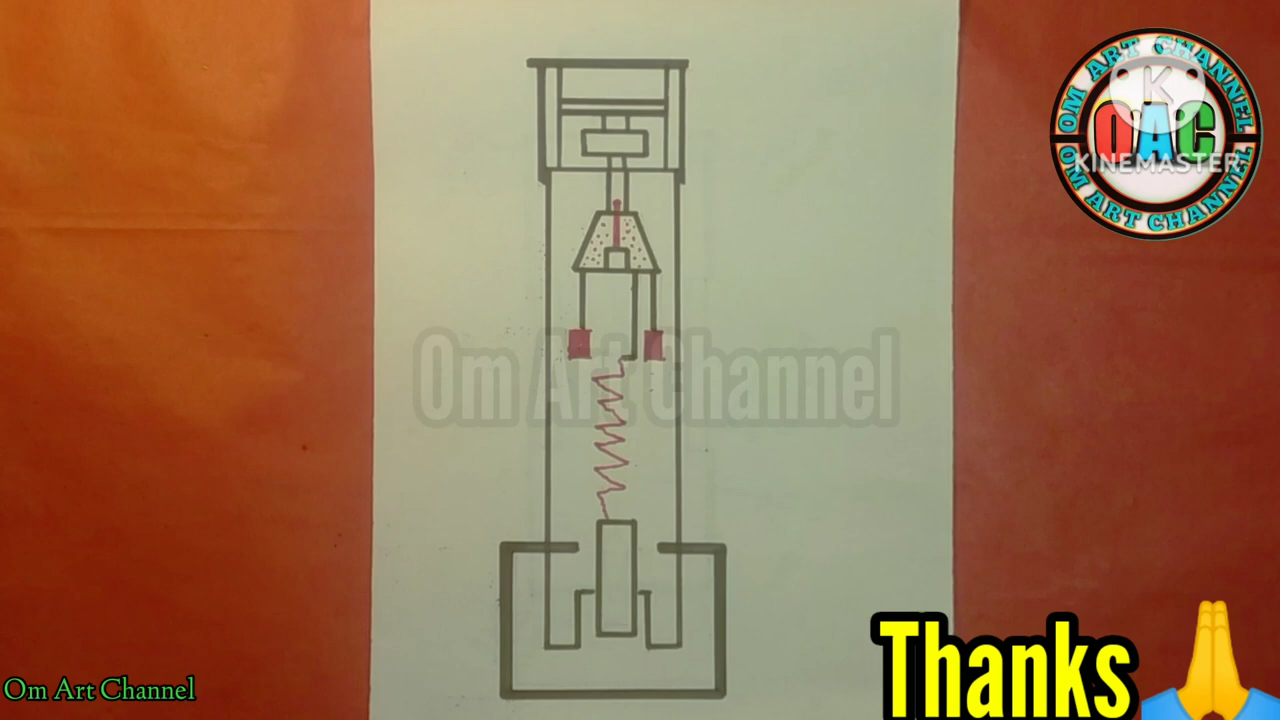 OM ART CHANNEL
K
OAC
KINEMASTER
OM ART CHANNEL
Om Art Channel
Thanks
Om Art Channel